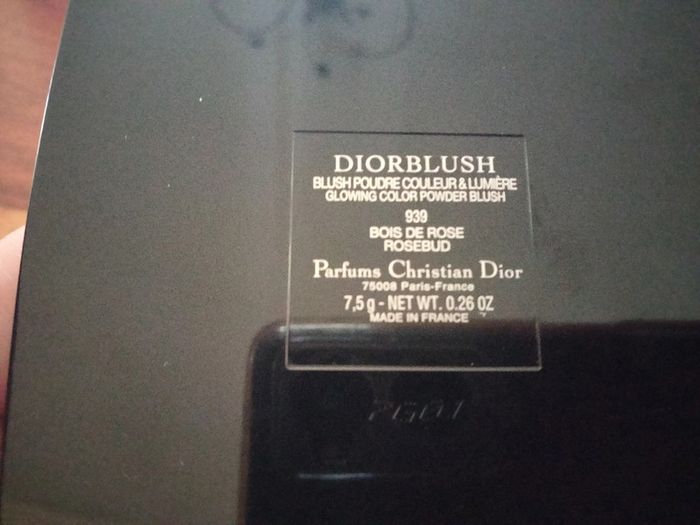 DIORBLUSH
BLUSH POUDRE COULEUR & LUMIÈRE
GLOWING COLOR POWDER BLUSH
939
BOIS DE ROSE
ROSEBUD
Parfums Christian Dior
75008 Paris-France
7,5 g - NET WT. 0.26 OZ
MADE IN FRANCE